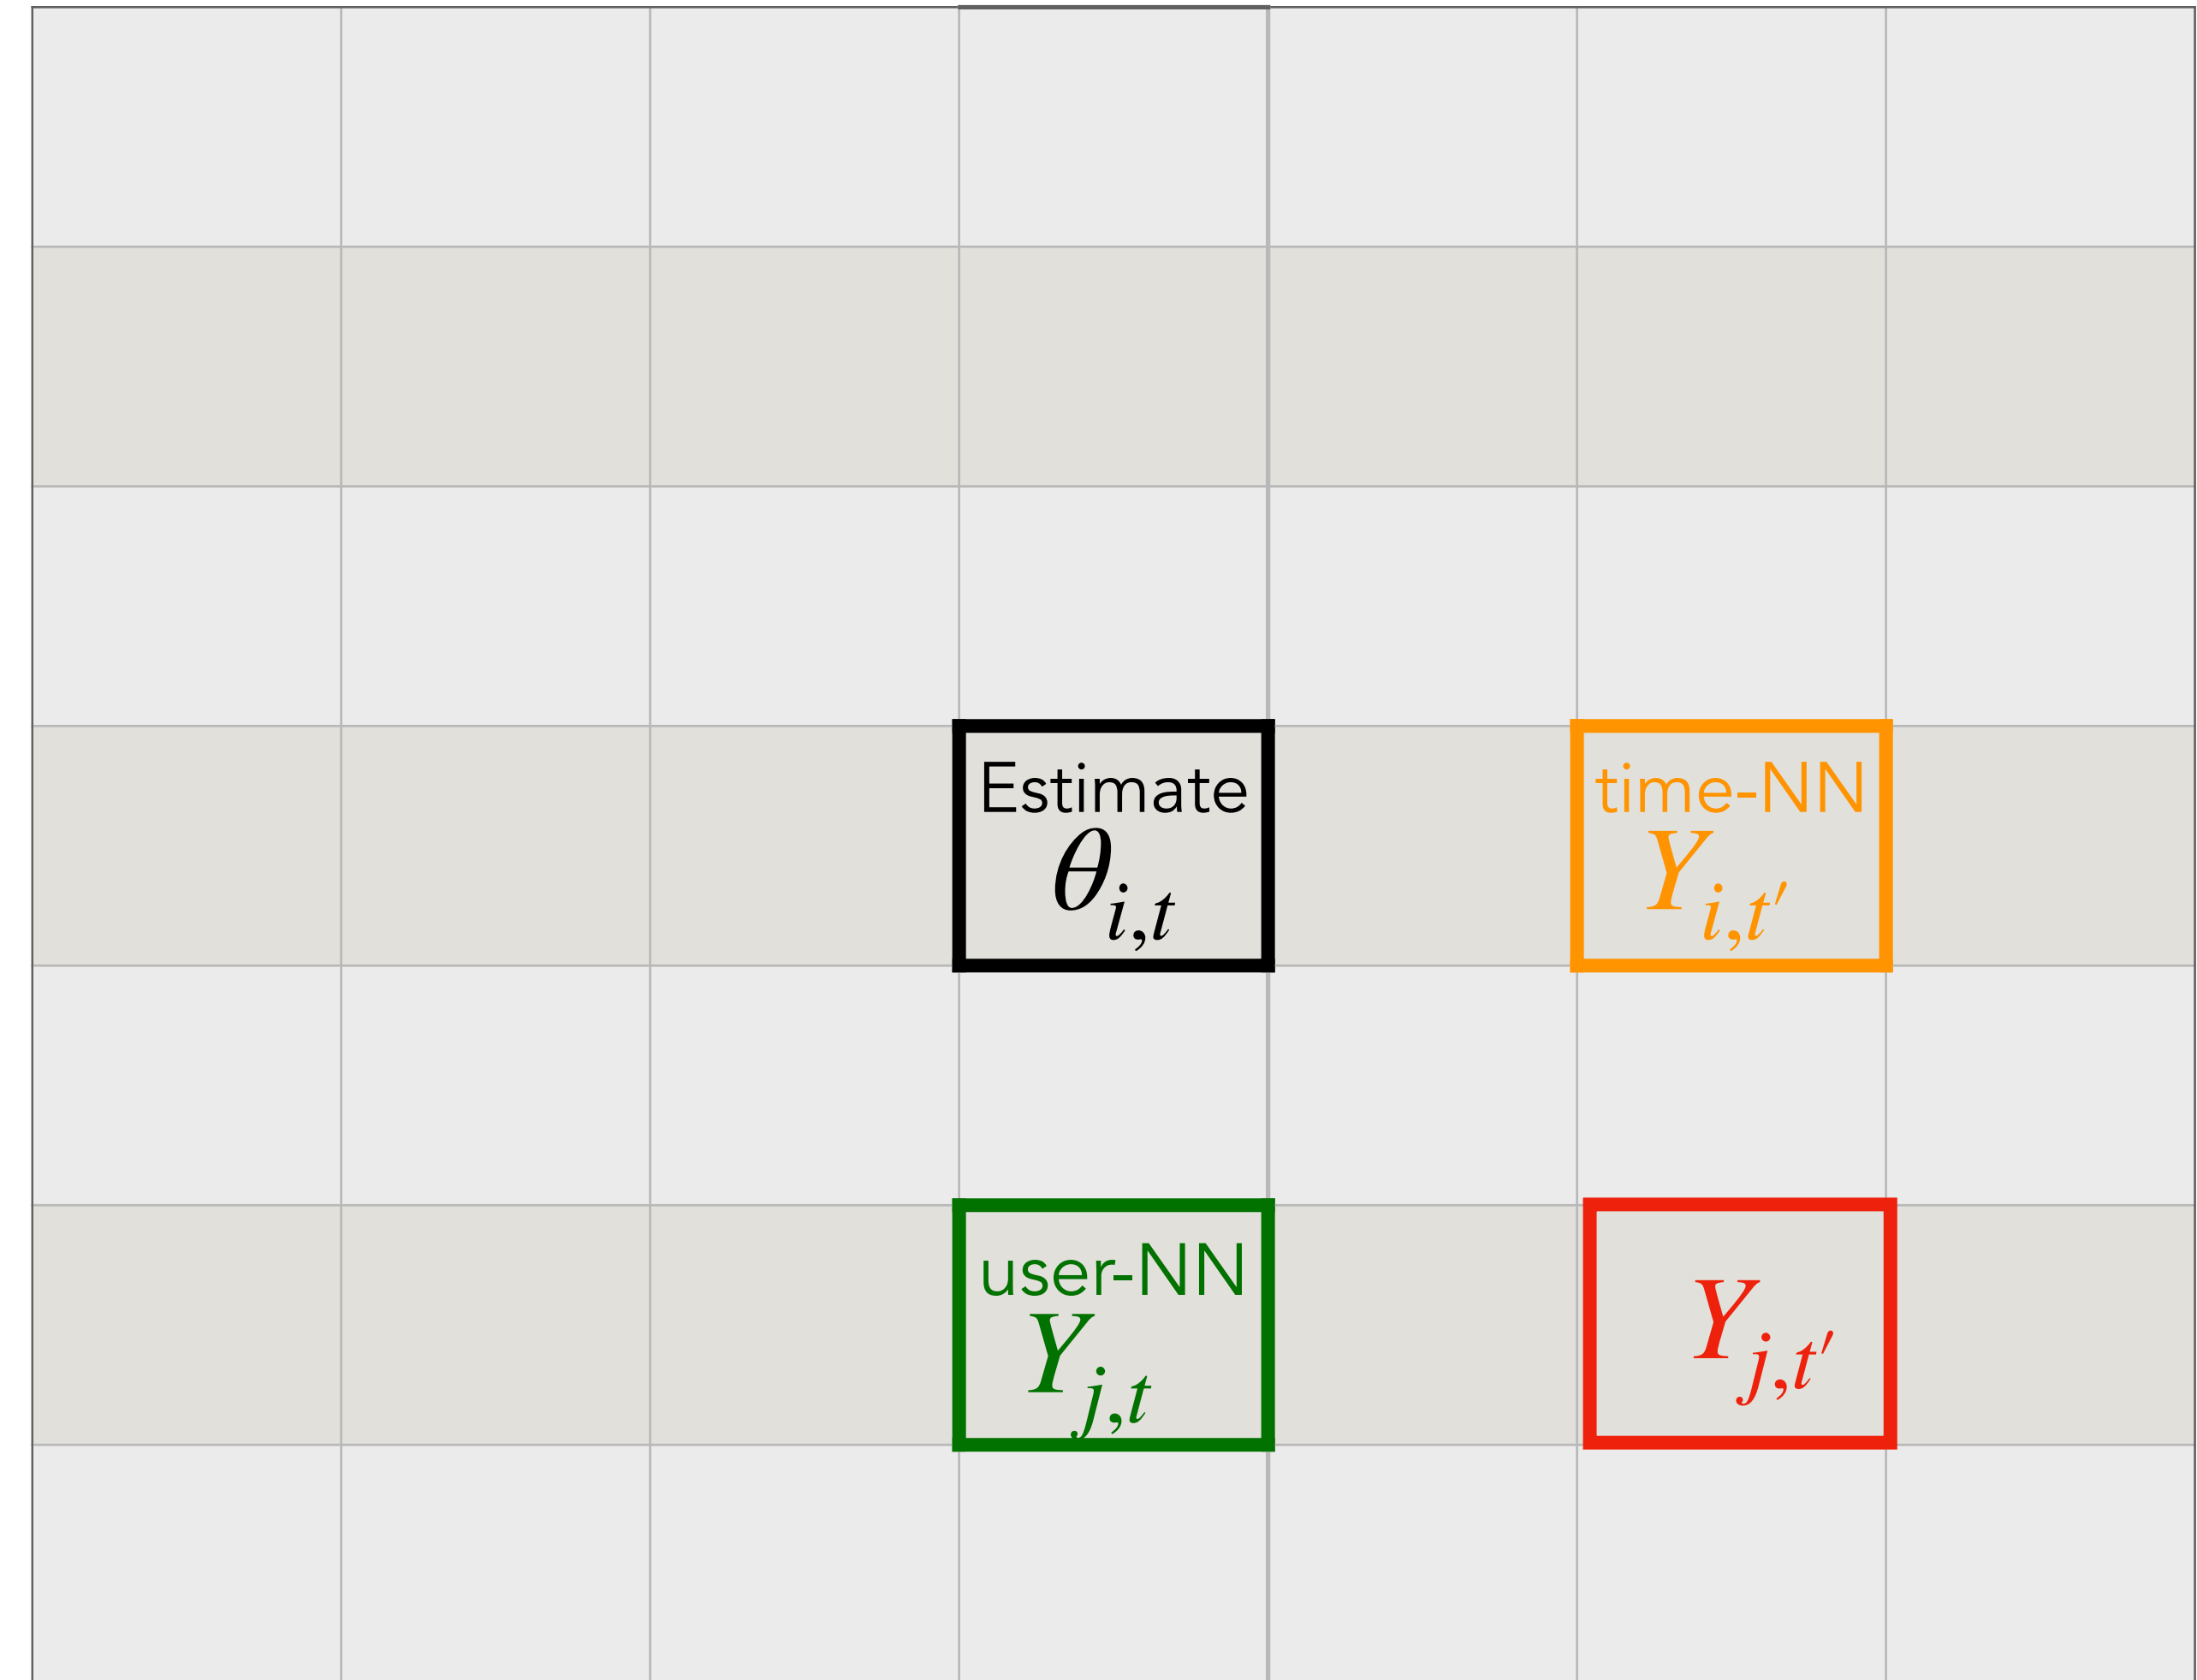 Estimate
θi,t
time-NN
Yi,t′
user-NN
Yj,t
Yj,t′